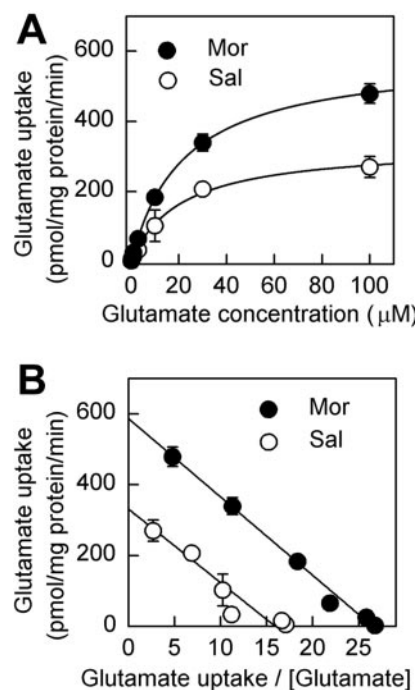 A
Mor
Sal
Glutamate uptake
(pmol/mg protein/min)
600
400
200
0
0 20 40 60 80 100
Glutamate concentration (μM)
B
Mor
Sal
Glutamate uptake
(pmol/mg protein/min)
600
400
200
0
0 5 10 15 20 25 30
Glutamate uptake / [Glutamate]